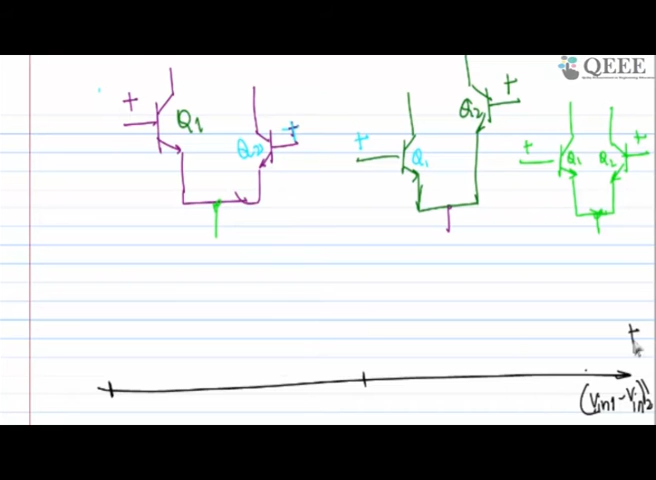 QEEE
+ Q1 Q2 +
+ Q1 Q2 +
+ Q1 Q2 +
+
(Vin1 - Vin2)